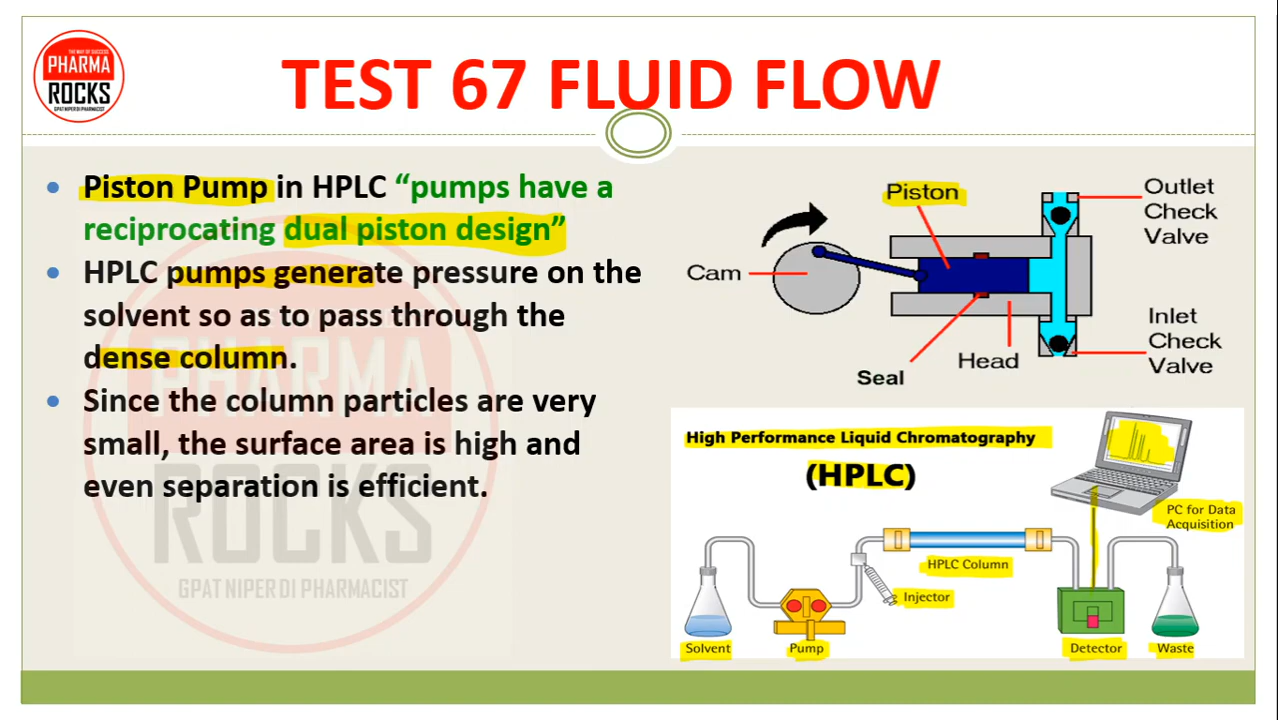 THE WAY OF SUCCESS
PHARMA
ROCKS
GPAT NIPER DI PHARMACIST
TEST 67 FLUID FLOW
• Piston Pump in HPLC “pumps have a
reciprocating dual piston design”
• HPLC pumps generate pressure on the
solvent so as to pass through the
dense column.
• Since the column particles are very
small, the surface area is high and
even separation is efficient.
PHARMA
ROCKS
GPAT NIPER DI PHARMACIST
Piston
Outlet
Check
Valve
Cam
Inlet
Check
Valve
Head
Seal
High Performance Liquid Chromatography
(HPLC)
PC for Data
Acquisition
HPLC Column
Injector
Solvent
Pump
Detector
Waste